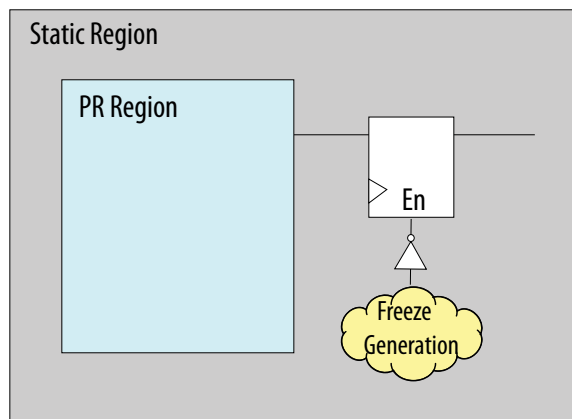 Static Region
PR Region
En
Freeze
Generation